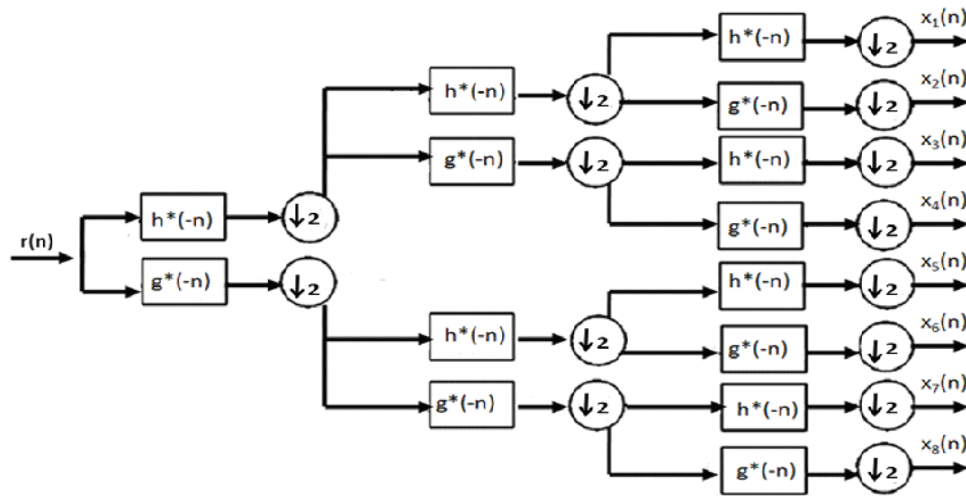 x₁(n)
h*(-n)
↓2
x₂(n)
h*(-n)
↓2
g*(-n)
↓2
x₃(n)
g*(-n)
↓2
h*(-n)
↓2
x₄(n)
h*(-n)
↓2
g*(-n)
↓2
r(n)
x₅(n)
g*(-n)
↓2
h*(-n)
↓2
x₆(n)
h*(-n)
↓2
g*(-n)
↓2
x₇(n)
g*(-n)
↓2
h*(-n)
↓2
x₈(n)
g*(-n)
↓2